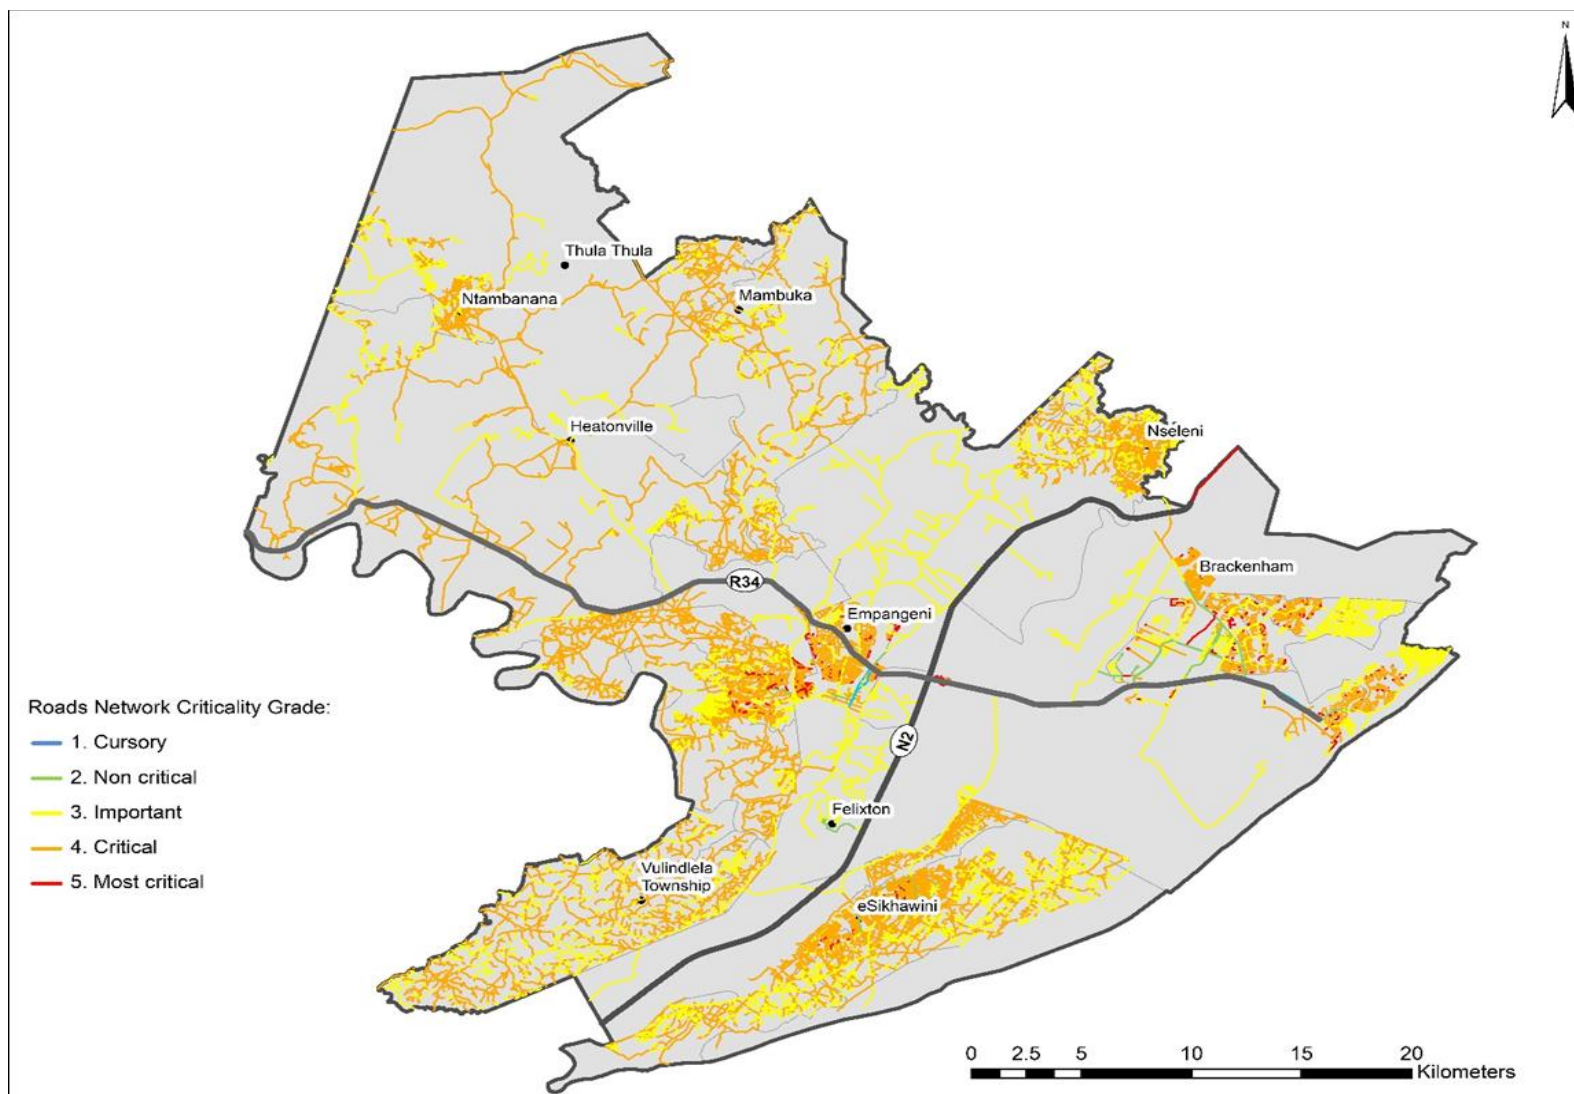 N
Thula Thula
Ntambanana
Mambuka
Heatonville
Nseleni
Brackenham
R34
Empangeni
N2
Felixton
Vulindlela
Township
eSikhawini
Roads Network Criticality Grade:
1. Cursory
2. Non critical
3. Important
4. Critical
5. Most critical
0 2.5 5 10 15 20
Kilometers